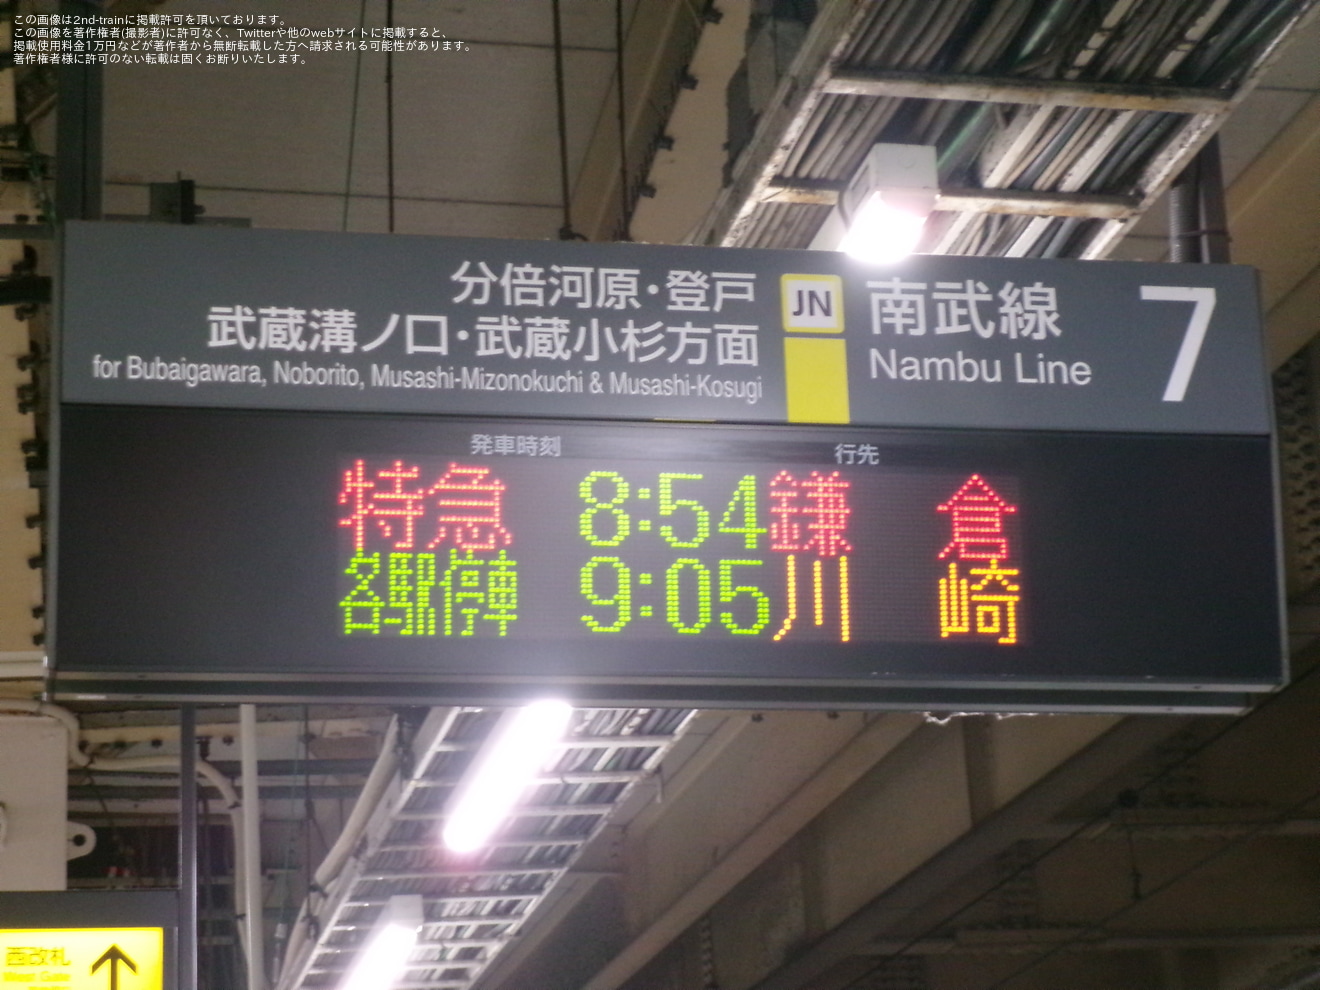 この画像は2nd-trainに掲載許可を頂いております。
この画像を著作権者(撮影者)に許可なく、Twitterや他のwebサイトに掲載すると、
掲載使用料金1万円などが著作者から無断転載した方へ請求される可能性があります。
著作権者様に許可のない転載は固くお断りいたします。
分倍河原・登戸
武蔵溝ノ口・武蔵小杉方面
for Bubaigawara, Noborito, Musashi-Mizonokuchi & Musashi-Kosugi
JN
南武線
Nambu Line
7
発車時刻 行先
特急 8:54 鎌倉
各駅停車 9:05 川崎
西改札
West Gate